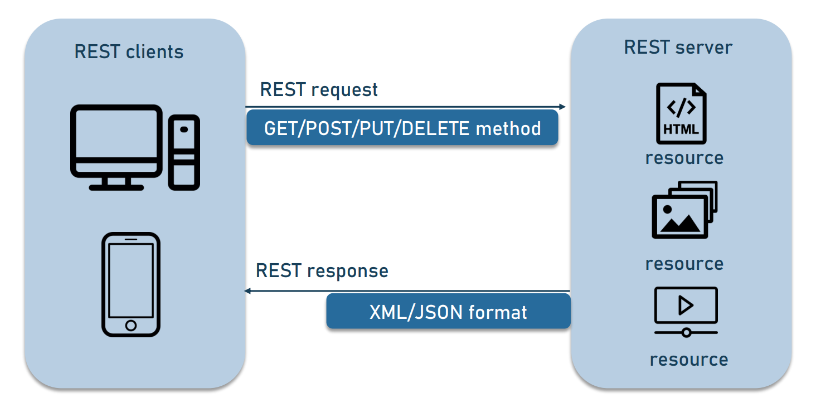 REST clients
REST request
GET/POST/PUT/DELETE method
REST response
XML/JSON format
REST server
HTML
resource
resource
resource